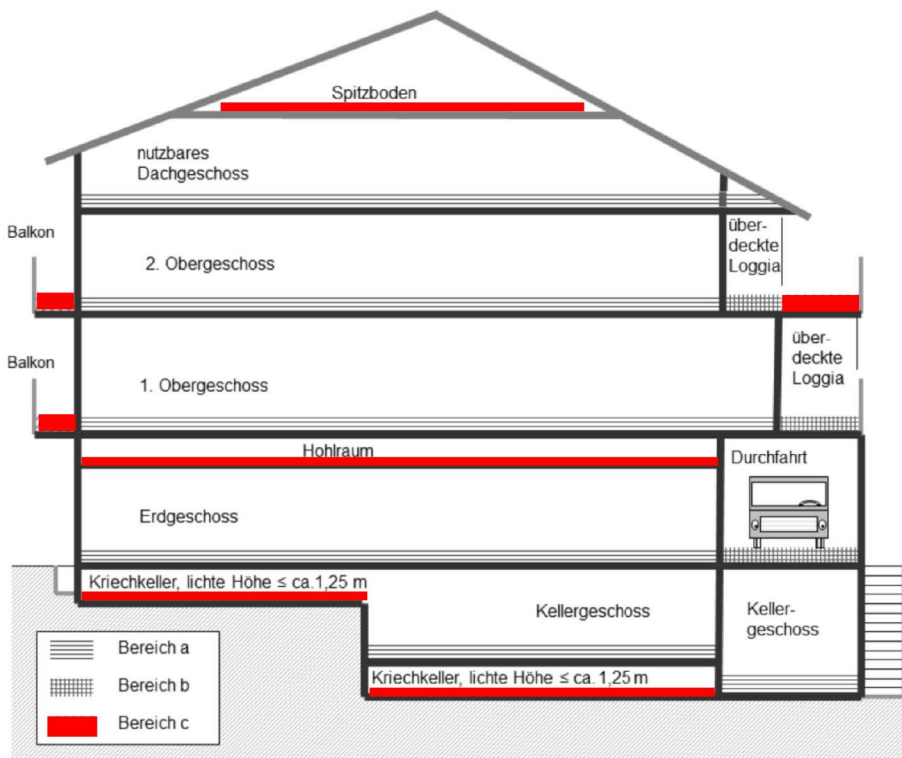 Spitzboden
nutzbares
Dachgeschoss
Balkon
2. Obergeschoss
über-
deckte
Loggia
Balkon
1. Obergeschoss
über-
deckte
Loggia
Hohlraum
Durchfahrt
Erdgeschoss
Kriechkeller, lichte Höhe ≤ ca.1,25 m
Kellergeschoss
Keller-
geschoss
Kriechkeller, lichte Höhe ≤ ca.1,25 m
Bereich a
Bereich b
Bereich c